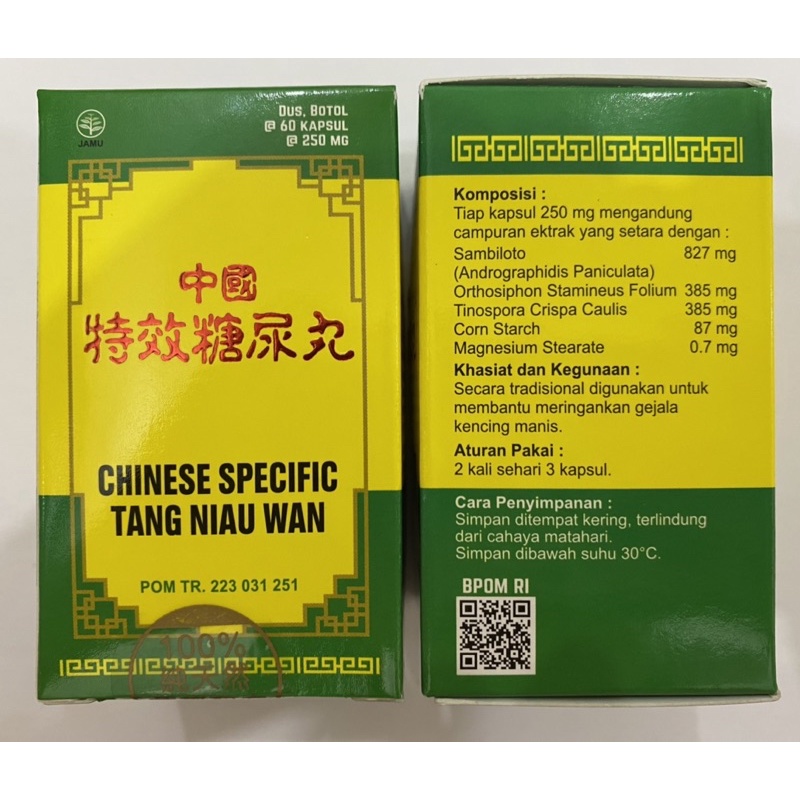 JAMU
DUS, BOTOL
@ 60 KAPSUL
@ 250 MG
中國
特效糖尿丸
CHINESE SPECIFIC
TANG NIAU WAN
POM TR. 223 031 251
100%
純天然
Komposisi :
Tiap kapsul 250 mg mengandung
campuran ektrak yang setara dengan :
Sambiloto 827 mg
(Andrographidis Paniculata)
Orthosiphon Stamineus Folium 385 mg
Tinospora Crispa Caulis 385 mg
Corn Starch 87 mg
Magnesium Stearate 0.7 mg
Khasiat dan Kegunaan :
Secara tradisional digunakan untuk
membantu meringankan gejala
kencing manis.
Aturan Pakai :
2 kali sehari 3 kapsul.
Cara Penyimpanan :
Simpan ditempat kering, terlindung
dari cahaya matahari.
Simpan dibawah suhu 30°C.
BPOM RI